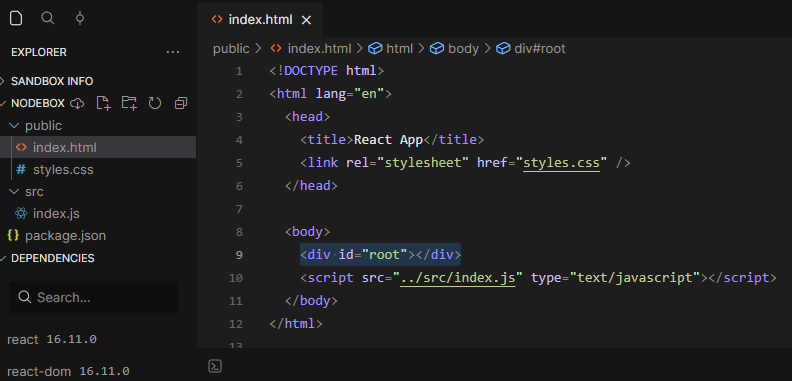 index.html
EXPLORER
public > index.html > html > body > div#root
SANDBOX INFO
NODEBOX
public
index.html
styles.css
src
index.js
package.json
DEPENDENCIES
Search...
react 16.11.0
react-dom 16.11.0
1 <!DOCTYPE html>
2 <html lang="en">
3 <head>
4 <title>React App</title>
5 <link rel="stylesheet" href="styles.css" />
6 </head>
7
8 <body>
9 <div id="root"></div>
10 <script src="../src/index.js" type="text/javascript"></script>
11 </body>
12 </html>
13